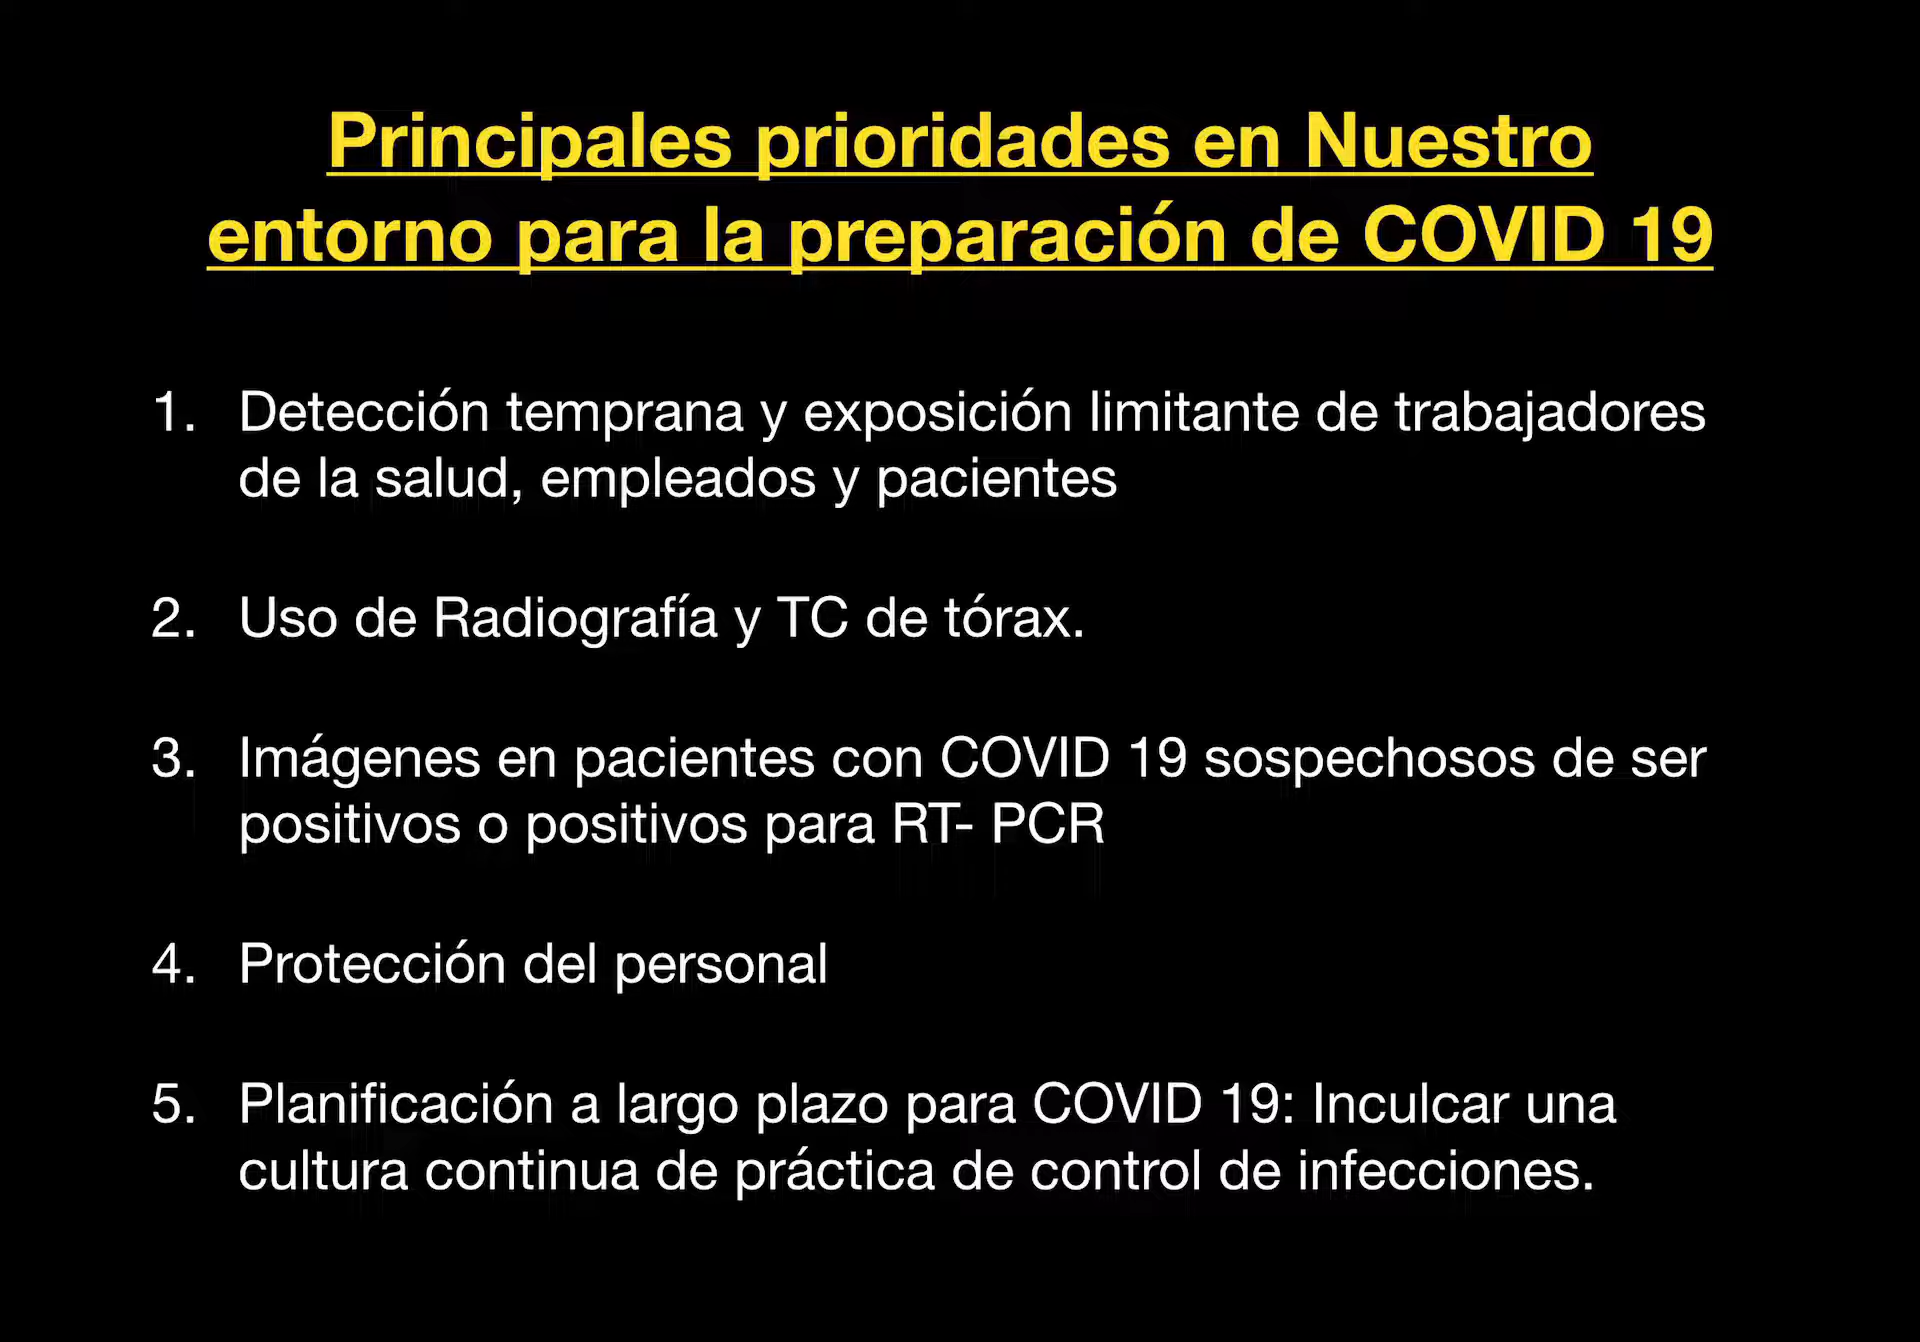 Principales prioridades en Nuestro
entorno para la preparación de COVID 19
1. Detección temprana y exposición limitante de trabajadores
de la salud, empleados y pacientes
2. Uso de Radiografía y TC de tórax.
3. Imágenes en pacientes con COVID 19 sospechosos de ser
positivos o positivos para RT- PCR
4. Protección del personal
5. Planificación a largo plazo para COVID 19: Inculcar una
cultura continua de práctica de control de infecciones.